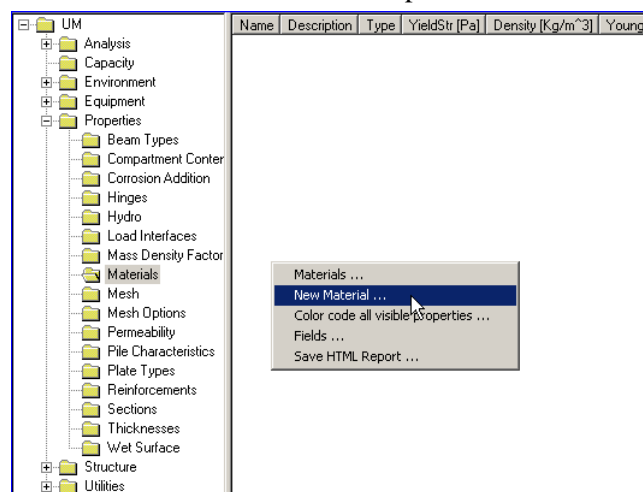 UM
Analysis
Capacity
Environment
Equipment
Properties
Beam Types
Compartment Conter
Corrosion Addition
Hinges
Hydro
Load Interfaces
Mass Density Factor
Materials
Mesh
Mesh Options
Permeability
Pile Characteristics
Plate Types
Reinforcements
Sections
Thicknesses
Wet Surface
Structure
Utilities
Name Description Type YieldStr [Pa] Density [Kg/m^3] Young
Materials ...
New Material ...
Color code all visible properties ...
Fields ...
Save HTML Report ...